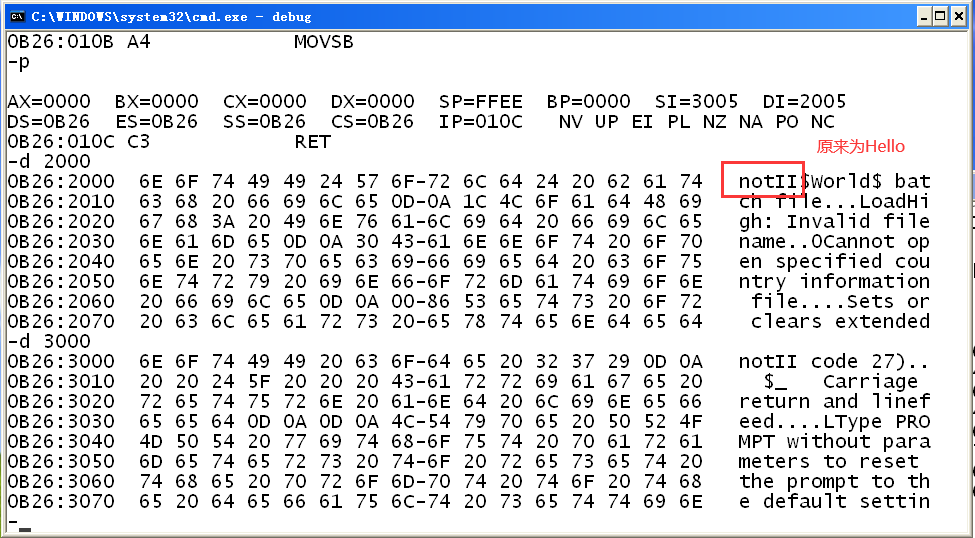 C:\WINDOWS\system32\cmd.exe - debug
0B26:010B A4            MOVSB
-p
AX=0000  BX=0000  CX=0000  DX=0000  SP=FFEE  BP=0000  SI=3005  DI=2005
DS=0B26  ES=0B26  SS=0B26  CS=0B26  IP=010C   NV UP EI PL NZ NA PO NC
0B26:010C C3            RET
原来为Hello
-d 2000
0B26:2000  6E 6F 74 49 49 24 57 6F-72 6C 64 24 20 62 61 74   notII$World$ bat
0B26:2010  63 68 20 66 69 6C 65 0D-0A 1C 4C 6F 61 64 48 69   ch file...LoadHi
0B26:2020  67 68 3A 20 49 6E 76 61-6C 69 64 20 66 69 6C 65   gh: Invalid file
0B26:2030  6E 61 6D 65 0D 0A 30 43-61 6E 6E 6F 74 20 6F 70   name..0Cannot op
0B26:2040  65 6E 20 73 70 65 63 69-66 69 65 64 20 63 6F 75   en specified cou
0B26:2050  6E 74 72 79 20 69 6E 66-6F 72 6D 61 74 69 6F 6E   ntry information
0B26:2060  20 66 69 6C 65 0D 0A 00-86 53 65 74 73 20 6F 72    file....Sets or
0B26:2070  20 63 6C 65 61 72 73 20-65 78 74 65 6E 64 65 64    clears extended
-d 3000
0B26:3000  6E 6F 74 49 49 20 63 6F-64 65 20 32 37 29 0D 0A   notII code 27)..
0B26:3010  20 20 24 5F 20 20 20 43-61 72 72 69 61 67 65 20     $_   Carriage
0B26:3020  72 65 74 75 72 6E 20 61-6E 64 20 6C 69 6E 65 66   return and linef
0B26:3030  65 65 64 0D 0A 0D 0A 4C-54 79 70 65 20 50 52 4F   eed....LType PRO
0B26:3040  4D 50 54 20 77 69 74 68-6F 75 74 20 70 61 72 61   MPT without para
0B26:3050  6D 65 74 65 72 73 20 74-6F 20 72 65 73 65 74 20   meters to reset
0B26:3060  74 68 65 20 70 72 6F 6D-70 74 20 74 6F 20 74 68   the prompt to th
0B26:3070  65 20 64 65 66 61 75 6C-74 20 73 65 74 74 69 6E   e default settin
-